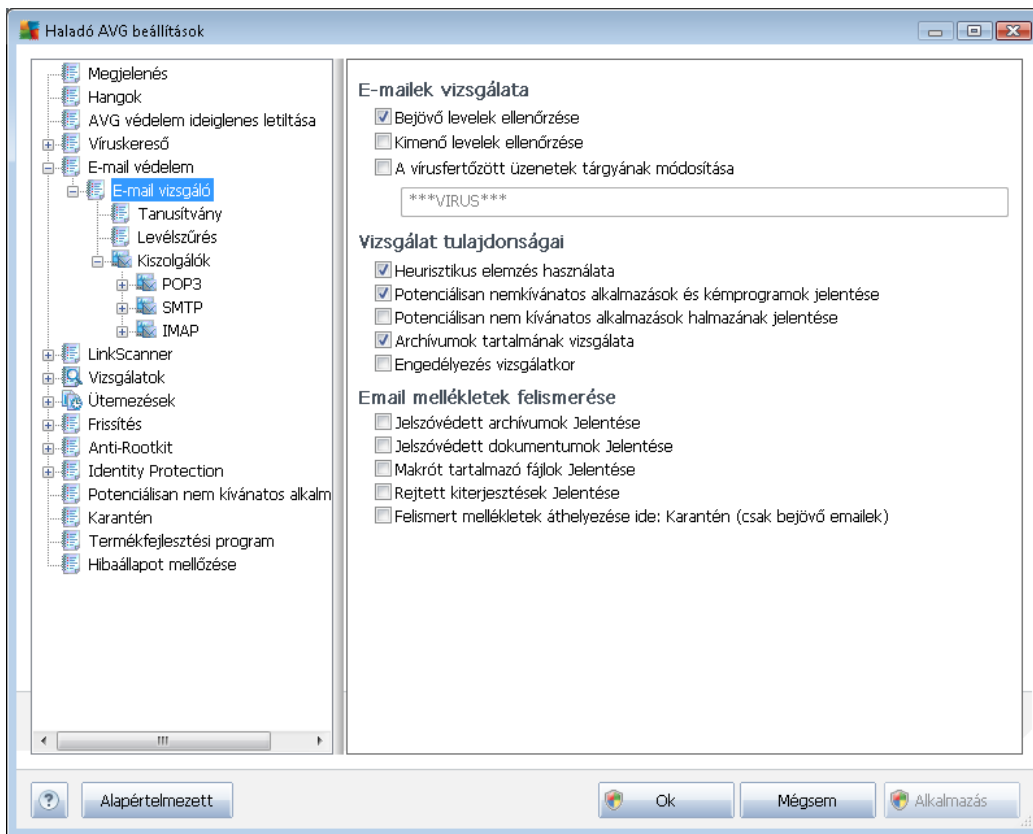 Haladó AVG beállítások
Megjelenés
Hangok
AVG védelem ideiglenes letiltása
Víruskereső
E-mail védelem
E-mail vizsgáló
Tanusítvány
Levélszűrés
Kiszolgálók
POP3
SMTP
IMAP
LinkScanner
Vizsgálatok
Ütemezések
Frissítés
Anti-Rootkit
Identity Protection
Potenciálisan nem kívánatos alkalm
Karantén
Termékfejlesztési program
Hibaállapot mellőzése
E-mailek vizsgálata
Bejövő levelek ellenőrzése
Kimenő levelek ellenőrzése
A vírusfertőzött üzenetek tárgyának módosítása
***VIRUS***
Vizsgálat tulajdonságai
Heurisztikus elemzés használata
Potenciálisan nemkívánatos alkalmazások és kémprogramok jelentése
Potenciálisan nem kívánatos alkalmazások halmazának jelentése
Archívumok tartalmának vizsgálata
Engedélyezés vizsgálatkor
Email mellékletek felismerése
Jelszóvédett archívumok Jelentése
Jelszóvédett dokumentumok Jelentése
Makrót tartalmazó fájlok Jelentése
Rejtett kiterjesztések Jelentése
Felismert mellékletek áthelyezése ide: Karantén (csak bejövő emailek)
? Alapértelmezett Ok Mégsem Alkalmazás